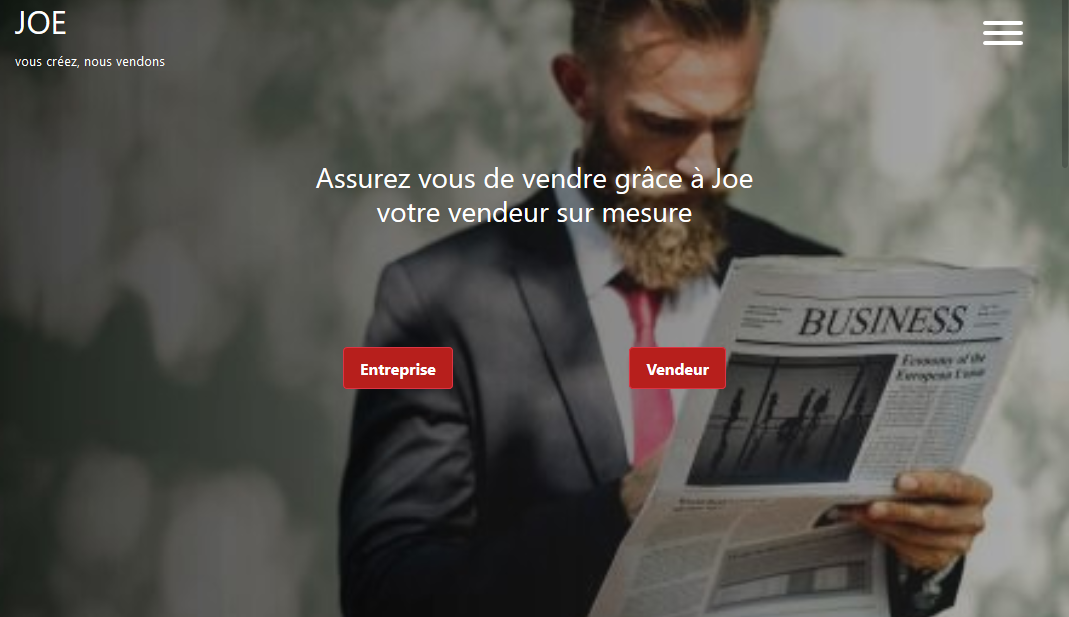 JOE
vous créez, nous vendons
Assurez vous de vendre grâce à Joe
votre vendeur sur mesure
Entreprise
Vendeur
BUSINESS
Economy of the
European Union